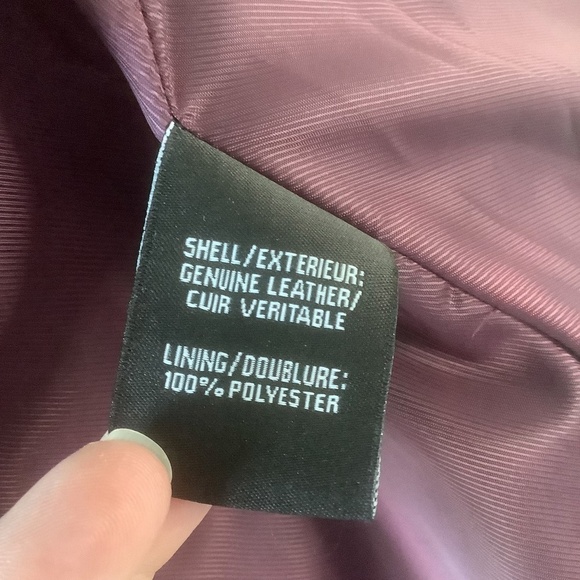 SHELL/EXTERIEUR:
GENUINE LEATHER/
CUIR VERITABLE
LINING/DOUBLURE:
100% POLYESTER